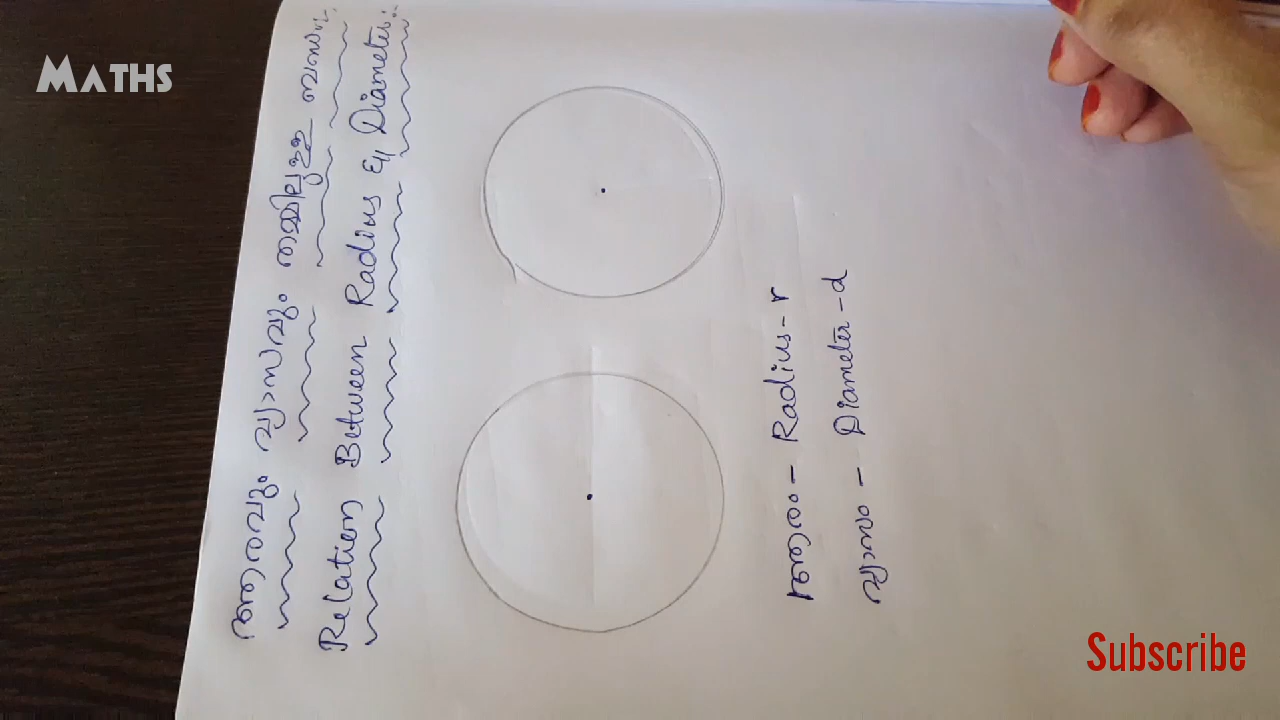 MATHS
ആരവും വ്യാസവും തമ്മിലുള്ള ബന്ധം:
Relation Between Radius & Diameter:
ആരം - Radius - r
വ്യാസം - Diameter - d
Subscribe